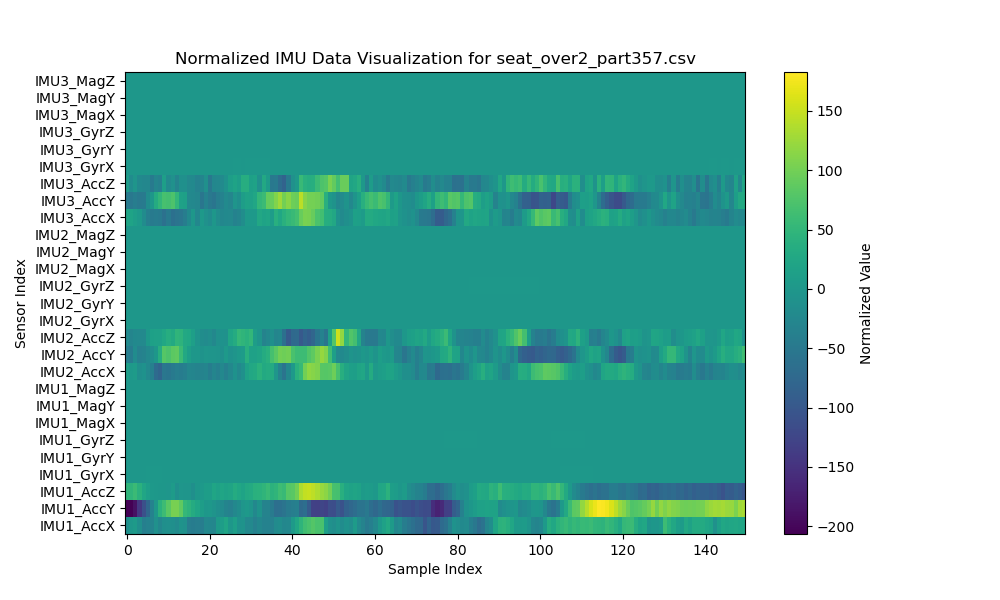 Normalized IMU Data Visualization for seat_over2_part357.csv
IMU3_MagZ
IMU3_MagY
IMU3_MagX
IMU3_GyrZ
IMU3_GyrY
IMU3_GyrX
IMU3_AccZ
IMU3_AccY
IMU3_AccX
IMU2_MagZ
IMU2_MagY
IMU2_MagX
IMU2_GyrZ
IMU2_GyrY
IMU2_GyrX
IMU2_AccZ
IMU2_AccY
IMU2_AccX
IMU1_MagZ
IMU1_MagY
IMU1_MagX
IMU1_GyrZ
IMU1_GyrY
IMU1_GyrX
IMU1_AccZ
IMU1_AccY
IMU1_AccX
Sensor Index
0 20 40 60 80 100 120 140
Sample Index
150
100
50
0
−50
−100
−150
−200
Normalized Value